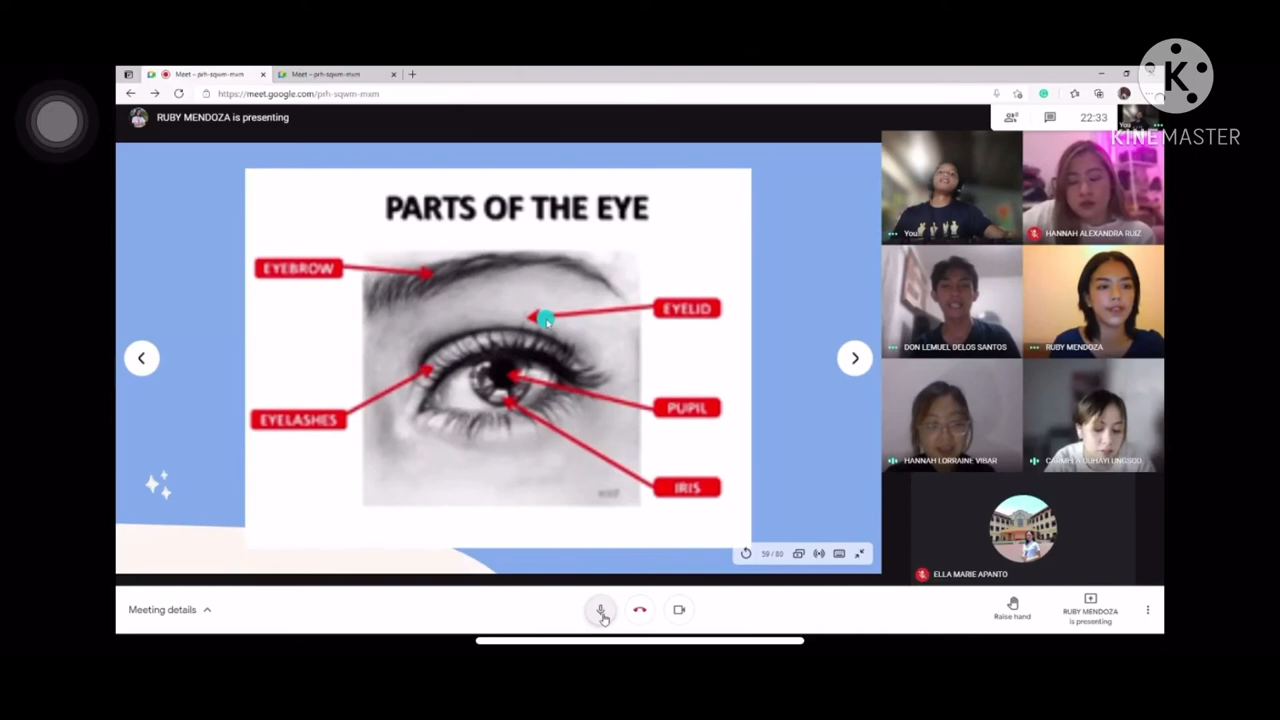 Meet – prh-sqwm-mxm
Meet – prh-sqwm-mxm
https://meet.google.com/prh-sqwm-mxm
K
KINEMASTER
RUBY MENDOZA is presenting
22:33
You
PARTS OF THE EYE
EYEBROW
EYELID
EYELASHES
PUPIL
IRIS
You
HANNAH ALEXANDRA RUIZ
DON LEMUEL DELOS SANTOS
RUBY MENDOZA
HANNAH LORRAINE VIBAR
ELLA MARIE APANTO
59 / 80
Meeting details
Raise hand
RUBY MENDOZA
is presenting